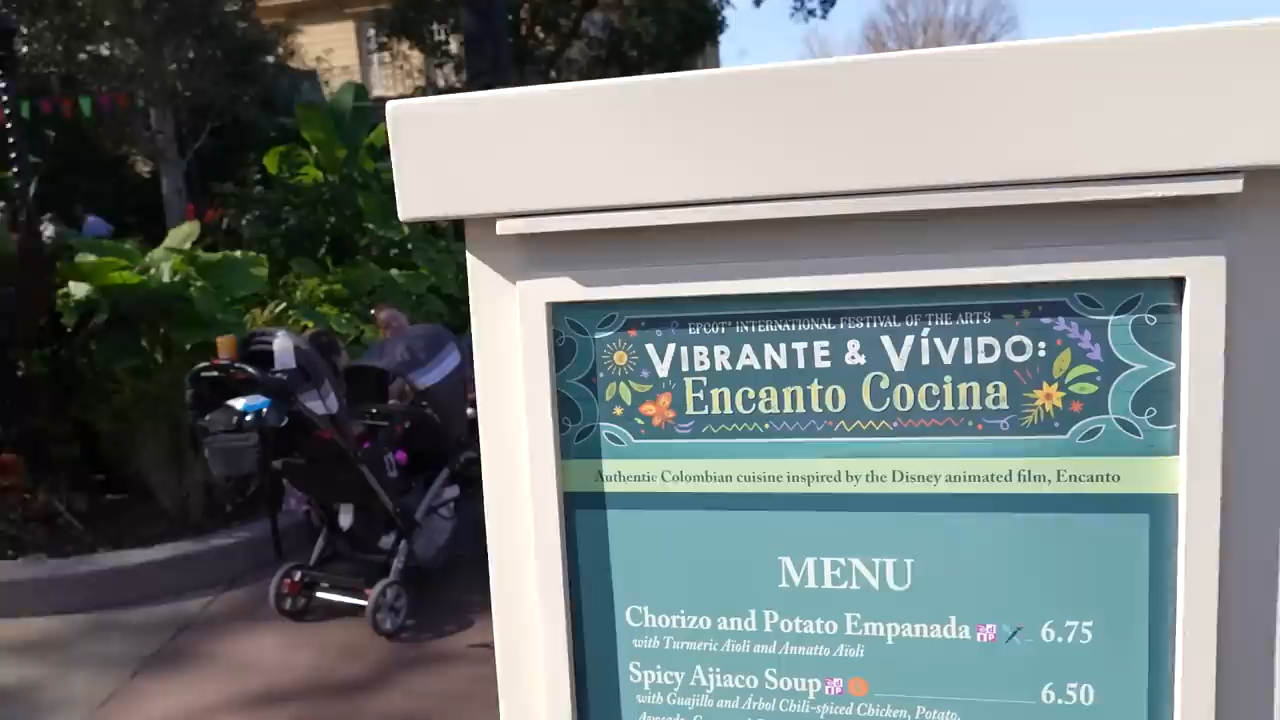 EPCOT® INTERNATIONAL FESTIVAL OF THE ARTS
VIBRANTE & VÍVIDO:
Encanto Cocina
Authentic Colombian cuisine inspired by the Disney animated film, Encanto
MENU
Chorizo and Potato Empanada 6.75
with Turmeric Aïoli and Annatto Aïoli
Spicy Ajiaco Soup 6.50
with Guajillo and Árbol Chili-spiced Chicken, Potato,